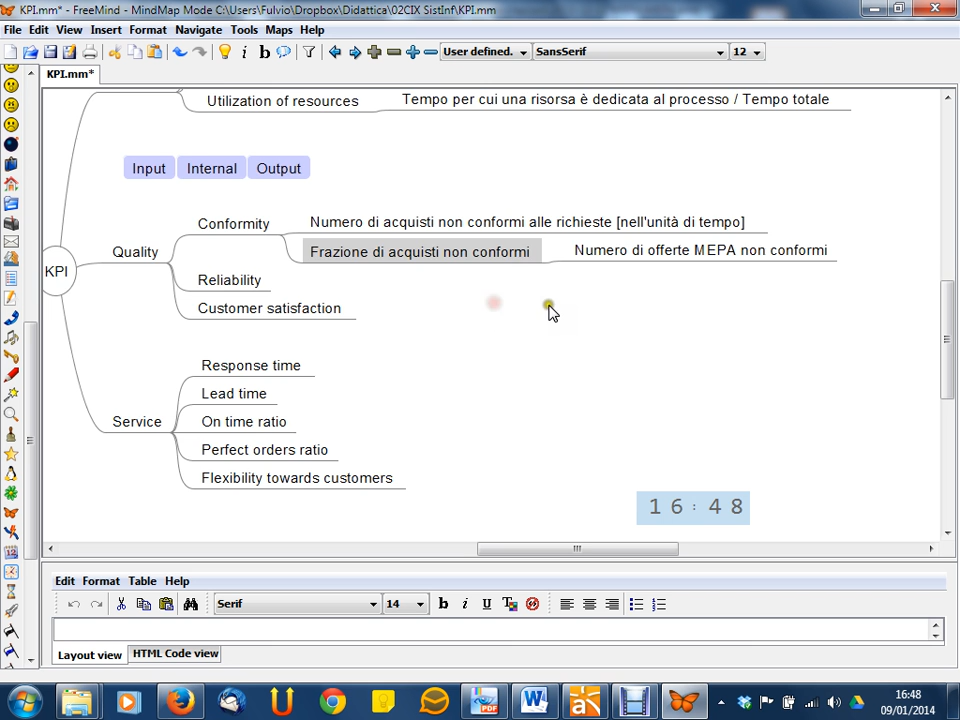 KPI.mm* - FreeMind - MindMap Mode C:\Users\Fulvio\Dropbox\Didattica\02CIX SistInf\KPI.mm
File Edit View Insert Format Navigate Tools Maps Help
User defined. SansSerif 12
KPI.mm*
Utilization of resources Tempo per cui una risorsa è dedicata al processo / Tempo totale
Input Internal Output
Conformity Numero di acquisti non conformi alle richieste [nell'unità di tempo]
Quality Frazione di acquisti non conformi Numero di offerte MEPA non conformi
KPI
Reliability
Customer satisfaction
Response time
Lead time
Service On time ratio
Perfect orders ratio
Flexibility towards customers
16:48
Edit Format Table Help
Serif 14 b i U
Layout view HTML Code view
16:48
09/01/2014